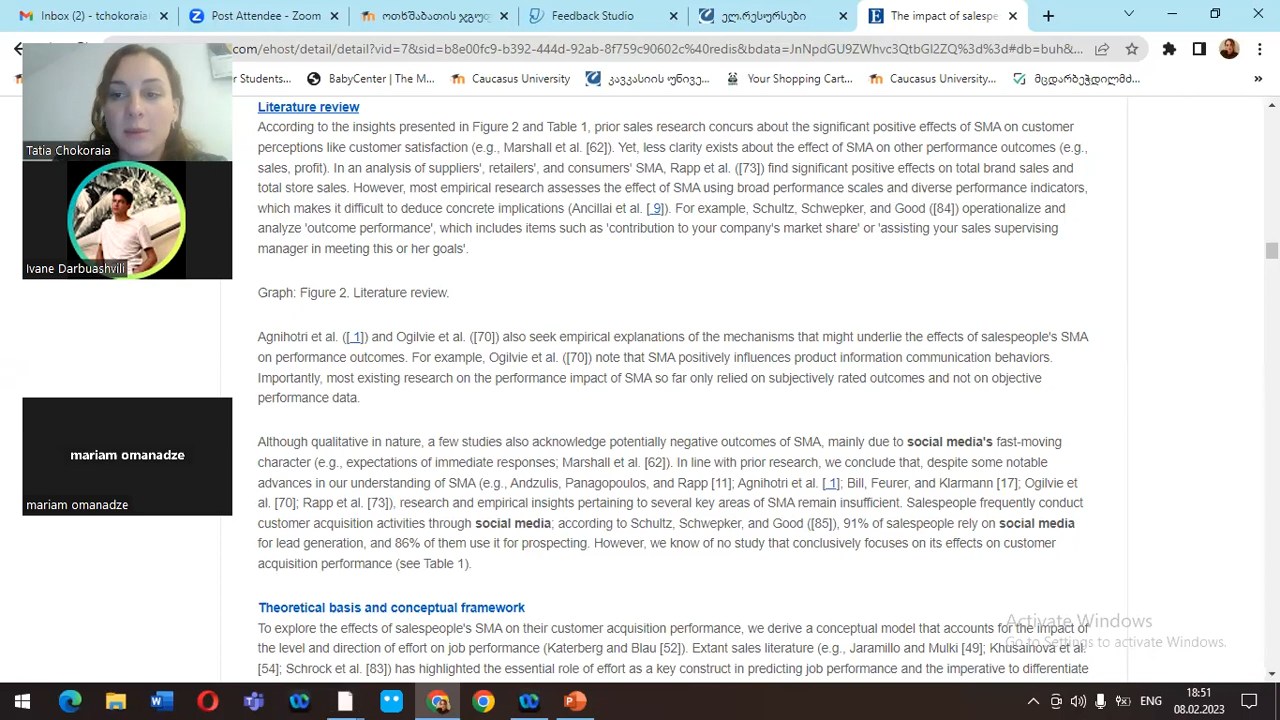 (1) Email - t.chokoraia
Post Attendee - Zoom
Feedback Studio
ელ.რესურსები
The impact of salespe
.com/ehost/detail/detail?vid=7&sid=b8e00fc9-b392-444d-92ab-8f759c90602c%40redis&bdata=JnNpdGU9ZWhvc3QtbGl2ZQ%3d%3d#db=buh&...
r Students...
BabyCenter | The M...
Caucasus University
კავკასიის უნივე...
Your Shopping Cart...
Caucasus University...
»
Literature review
According to the insights presented in Figure 2 and Table 1, prior sales research concurs about the significant positive effects of SMA on customer
perceptions like customer satisfaction (e.g., Marshall et al. [62]). Yet, less clarity exists about the effect of SMA on other performance outcomes (e.g.,
sales, profit). In an analysis of suppliers', retailers', and consumers' SMA, Rapp et al. ([73]) find significant positive effects on total brand sales and
total store sales. However, most empirical research assesses the effect of SMA using broad performance scales and diverse performance indicators,
which makes it difficult to deduce concrete implications (Ancillai et al. [ 9]). For example, Schultz, Schwepker, and Good ([84]) operationalize and
analyze 'outcome performance', which includes items such as 'contribution to your company's market share' or 'assisting your sales supervising
manager in meeting this or her goals'.
Graph: Figure 2. Literature review.
Agnihotri et al. ([ 1]) and Ogilvie et al. ([70]) also seek empirical explanations of the mechanisms that might underlie the effects of salespeople's SMA
on performance outcomes. For example, Ogilvie et al. ([70]) note that SMA positively influences product information communication behaviors.
Importantly, most existing research on the performance impact of SMA so far only relied on subjectively rated outcomes and not on objective
performance data.
Although qualitative in nature, a few studies also acknowledge potentially negative outcomes of SMA, mainly due to social media's fast-moving
character (e.g., expectations of immediate responses; Marshall et al. [62]). In line with prior research, we conclude that, despite some notable
advances in our understanding of SMA (e.g., Andzulis, Panagopoulos, and Rapp [11]; Agnihotri et al. [ 1]; Bill, Feurer, and Klarmann [17]; Ogilvie et
al. [70]; Rapp et al. [73]), research and empirical insights pertaining to several key areas of SMA remain insufficient. Salespeople frequently conduct
customer acquisition activities through social media; according to Schultz, Schwepker, and Good ([85]), 91% of salespeople rely on social media
for lead generation, and 86% of them use it for prospecting. However, we know of no study that conclusively focuses on its effects on customer
acquisition performance (see Table 1).
Theoretical basis and conceptual framework
To explore the effects of salespeople's SMA on their customer acquisition performance, we derive a conceptual model that accounts for the impact of
the level and direction of effort on job performance (Katerberg and Blau [52]). Extant sales literature (e.g., Jaramillo and Mulki [49]; Khusainova et al.
[54]; Schrock et al. [83]) has highlighted the essential role of effort as a key construct in predicting job performance and the imperative to differentiate
Tatia Chokoraia
Ivane Darbuashvili
mariam omanadze
mariam omanadze
Activate Windows
Go to Settings to activate Windows.
ENG
18:51
08.02.2023